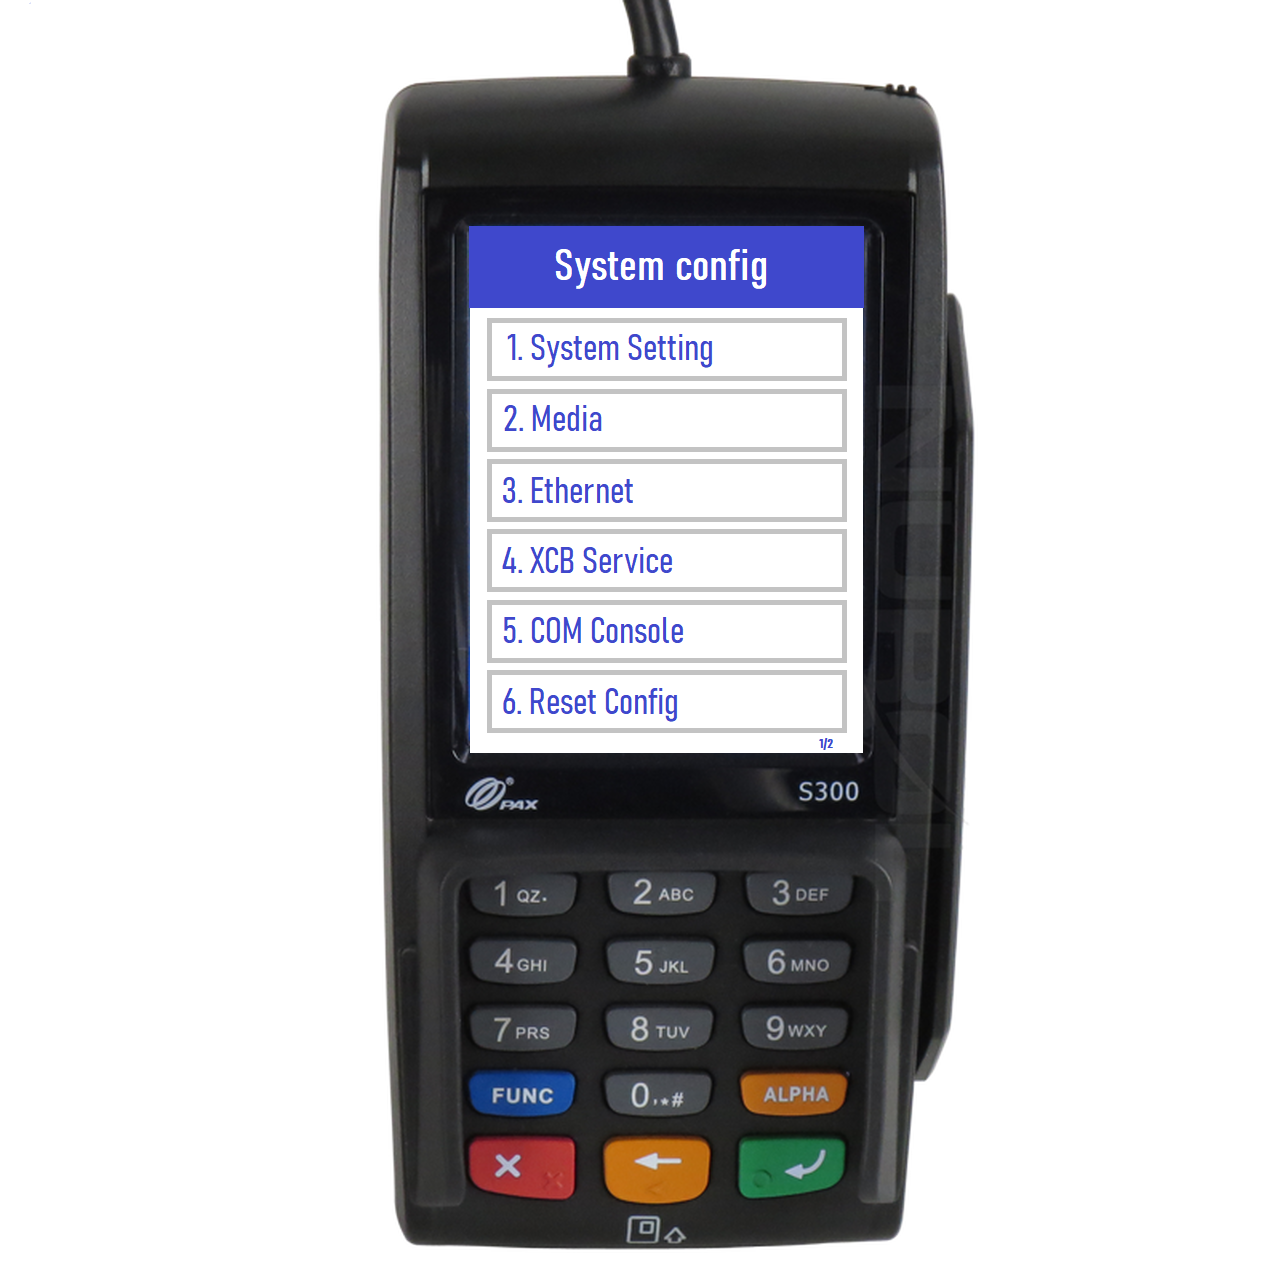 System config
1. System Setting
2. Media
3. Ethernet
4. XCB Service
5. COM Console
6. Reset Config
1/2
PAX ® S300
1 QZ. 2 ABC 3 DEF
4 GHI 5 JKL 6 MNO
7 PRS 8 TUV 9 WXY
FUNC 0,*# ALPHA